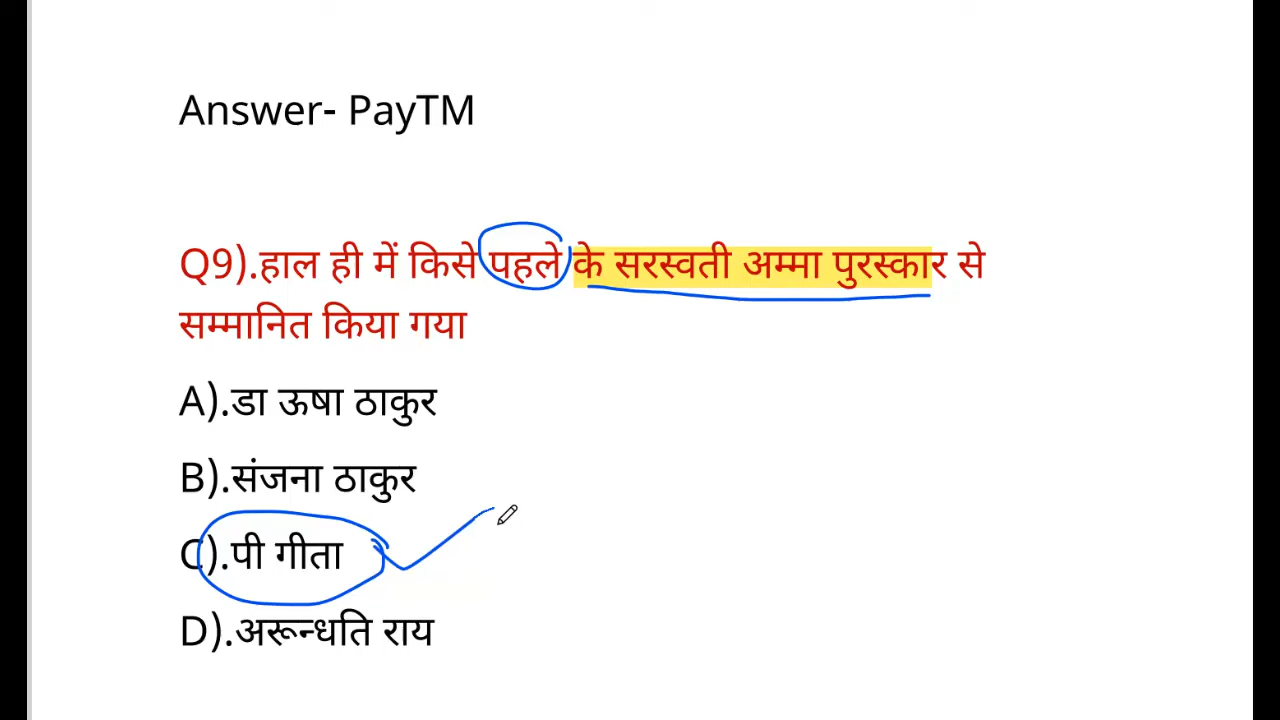 Answer- PayTM
Q9).हाल ही में किसे पहले के सरस्वती अम्मा पुरस्कार से
सम्मानित किया गया
A).डा ऊषा ठाकुर
B).संजना ठाकुर
C).पी गीता
D).अरून्धति राय